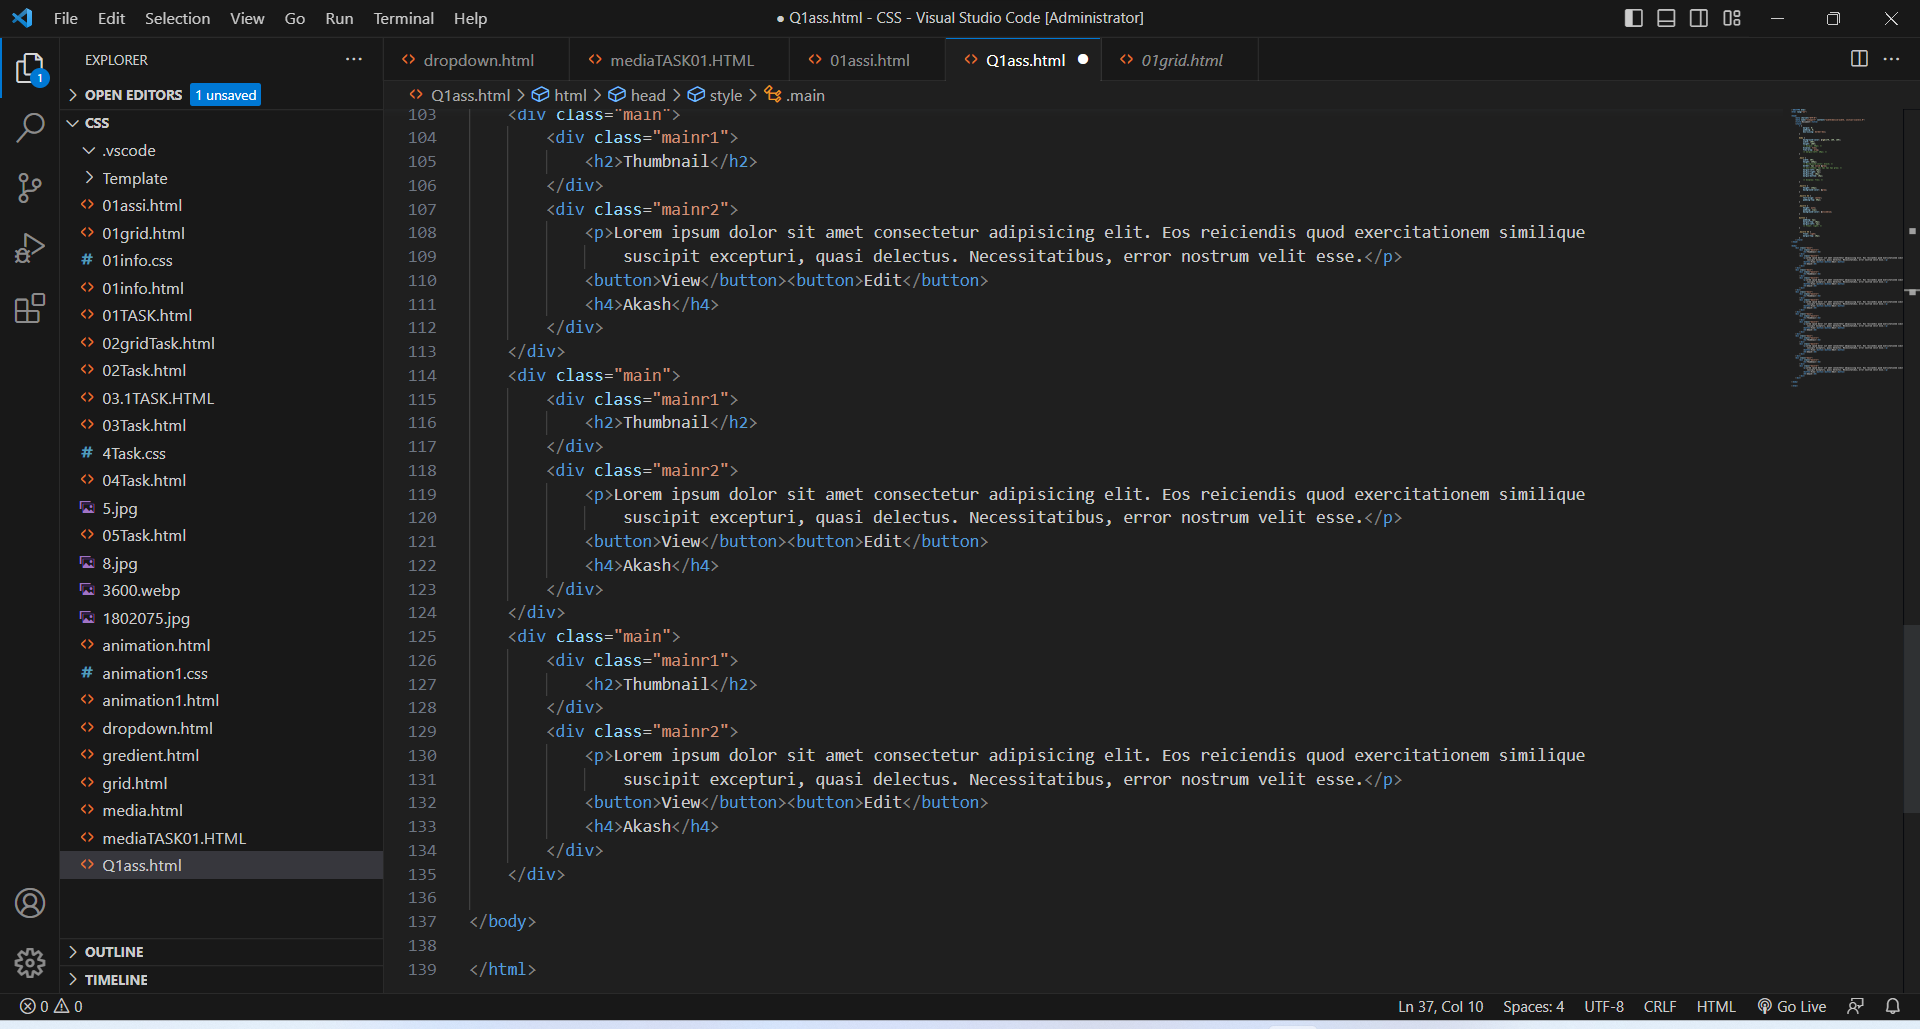 File Edit Selection View Go Run Terminal Help
● Q1ass.html - CSS - Visual Studio Code [Administrator]
EXPLORER
1
OPEN EDITORS 1 unsaved
CSS
.vscode
Template
01assi.html
01grid.html
01info.css
01info.html
01TASK.html
02gridTask.html
02Task.html
03.1TASK.HTML
03Task.html
4Task.css
04Task.html
5.jpg
05Task.html
8.jpg
3600.webp
1802075.jpg
animation.html
animation1.css
animation1.html
dropdown.html
gredient.html
grid.html
media.html
mediaTASK01.HTML
Q1ass.html
OUTLINE
TIMELINE
dropdown.html mediaTASK01.HTML 01assi.html Q1ass.html 01grid.html
Q1ass.html > html > head > style > .main
103 <div class="main">
104 <div class="mainr1">
105 <h2>Thumbnail</h2>
106 </div>
107 <div class="mainr2">
108 <p>Lorem ipsum dolor sit amet consectetur adipisicing elit. Eos reiciendis quod exercitationem similique
109 suscipit excepturi, quasi delectus. Necessitatibus, error nostrum velit esse.</p>
110 <button>View</button><button>Edit</button>
111 <h4>Akash</h4>
112 </div>
113 </div>
114 <div class="main">
115 <div class="mainr1">
116 <h2>Thumbnail</h2>
117 </div>
118 <div class="mainr2">
119 <p>Lorem ipsum dolor sit amet consectetur adipisicing elit. Eos reiciendis quod exercitationem similique
120 suscipit excepturi, quasi delectus. Necessitatibus, error nostrum velit esse.</p>
121 <button>View</button><button>Edit</button>
122 <h4>Akash</h4>
123 </div>
124 </div>
125 <div class="main">
126 <div class="mainr1">
127 <h2>Thumbnail</h2>
128 </div>
129 <div class="mainr2">
130 <p>Lorem ipsum dolor sit amet consectetur adipisicing elit. Eos reiciendis quod exercitationem similique
131 suscipit excepturi, quasi delectus. Necessitatibus, error nostrum velit esse.</p>
132 <button>View</button><button>Edit</button>
133 <h4>Akash</h4>
134 </div>
135 </div>
136
137 </body>
138
139 </html>
0 0
Ln 37, Col 10 Spaces: 4 UTF-8 CRLF HTML Go Live